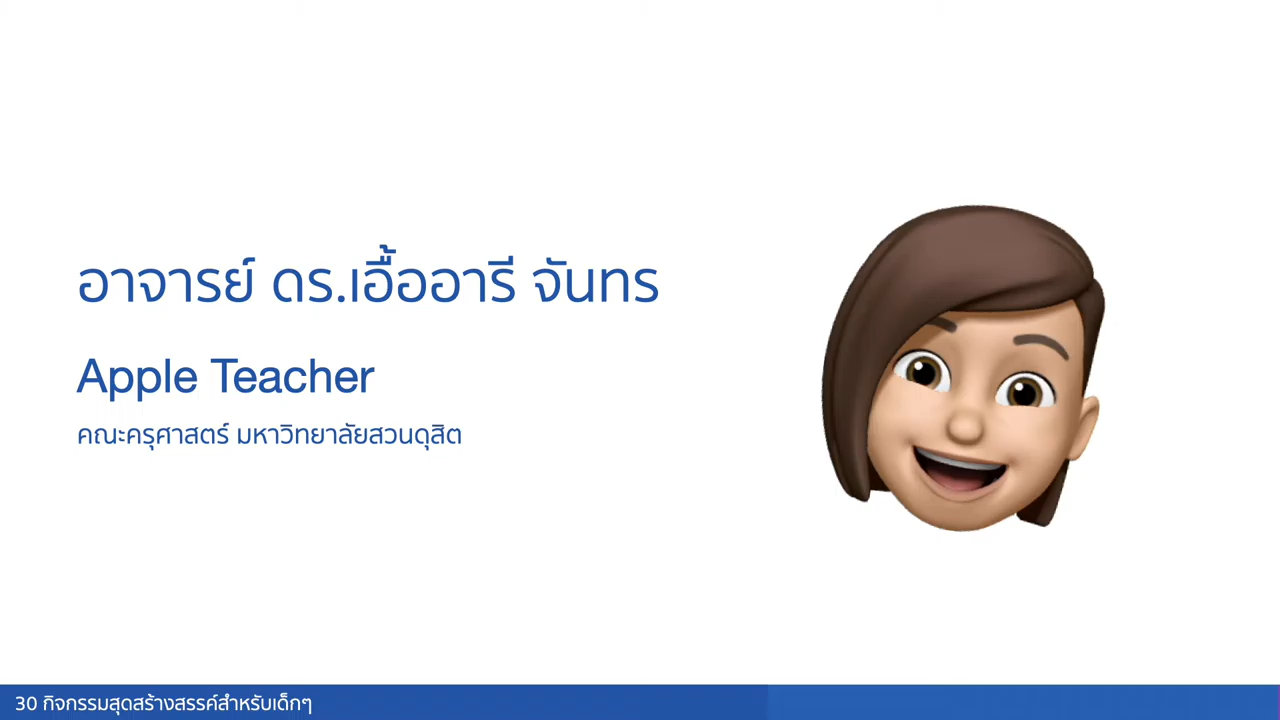 อาจารย์ ดร.เอื้ออารี จันทร
Apple Teacher
คณะครุศาสตร์ มหาวิทยาลัยสวนดุสิต
30 กิจกรรมสุดสร้างสรรค์สำหรับเด็กๆ